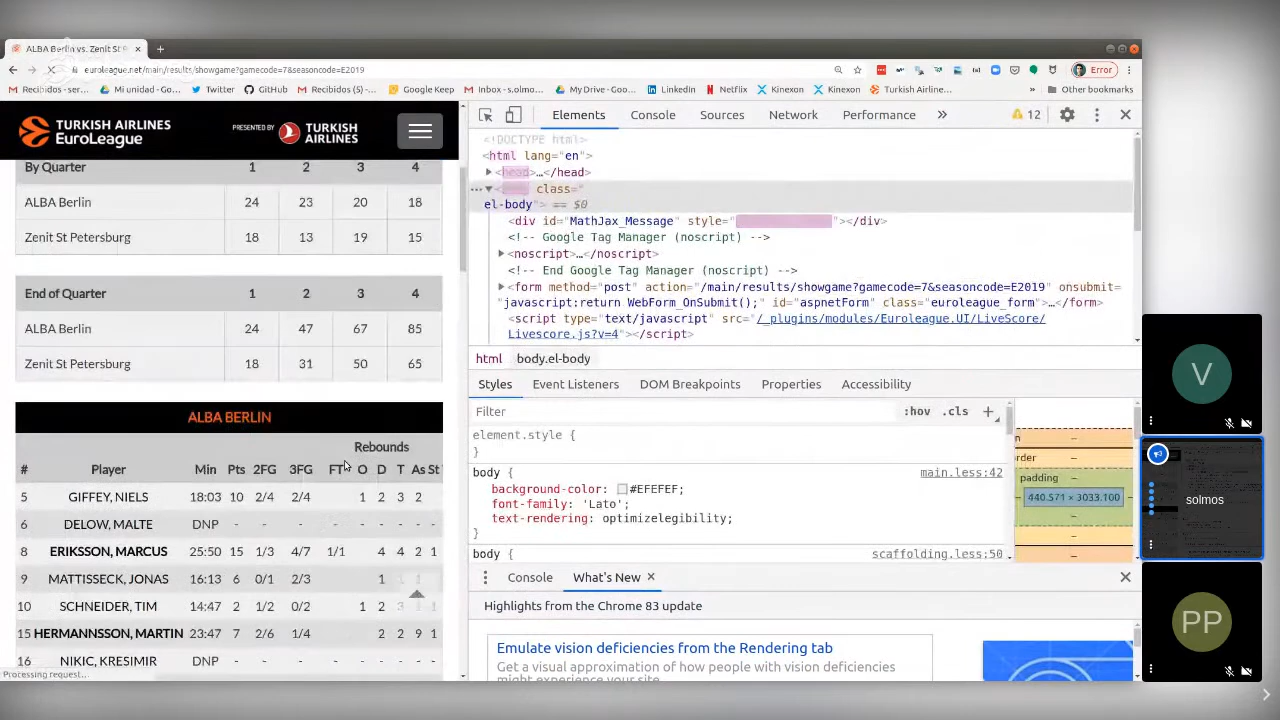 ALBA Berlin vs. Zenit St P
euroleague.net/main/results/showgame?gamecode=7&seasoncode=E2019
Error
Recibidos - ser...
Mi unidad - Go...
Twitter
GitHub
Recibidos (5) -...
Google Keep
Inbox - s.olmo...
My Drive - Goo...
LinkedIn
Netflix
Kinexon
Kinexon
Turkish Airline...
»
Other bookmarks
TURKISH AIRLINES
EuroLeague
PRESENTED BY
TURKISH
AIRLINES
By Quarter 1 2 3 4
ALBA Berlin 24 23 20 18
Zenit St Petersburg 18 13 19 15
End of Quarter 1 2 3 4
ALBA Berlin 24 47 67 85
Zenit St Petersburg 18 31 50 65
ALBA BERLIN
Rebounds
# Player Min Pts 2FG 3FG FT O D T As St
5 GIFFEY, NIELS 18:03 10 2/4 2/4 1 2 3 2
6 DELOW, MALTE DNP - - - - - - - - -
8 ERIKSSON, MARCUS 25:50 15 1/3 4/7 1/1 4 4 2 1
9 MATTISSECK, JONAS 16:13 6 0/1 2/3 1
10 SCHNEIDER, TIM 14:47 2 1/2 0/2 1 2 3
15 HERMANNSSON, MARTIN 23:47 7 2/6 1/4 2 2 9 1
16 NIKIC, KRESIMIR DNP - - - - - - - - -
Processing request...
Elements Console Sources Network Performance » 12
<!DOCTYPE html>
<html lang="en">
<head>…</head>
class="
el-body"> == $0
<div id="MathJax_Message" style=" "></div>
<!-- Google Tag Manager (noscript) -->
<noscript>…</noscript>
<!-- End Google Tag Manager (noscript) -->
<form method="post" action="/main/results/showgame?gamecode=7&seasoncode=E2019" onsubmit=
"javascript:return WebForm_OnSubmit();" id="aspnetForm" class="euroleague_form">…</form>
<script type="text/javascript" src="/_plugins/modules/Euroleague.UI/LiveScore/
Livescore.js?v=4"></script>
html body.el-body
Styles Event Listeners DOM Breakpoints Properties Accessibility
Filter :hov .cls +
element.style {
}
body { main.less:42
background-color: #EFEFEF;
font-family: 'Lato';
text-rendering: optimizelegibility;
}
body { scaffolding.less:50
padding
440.571 × 3033.100
Console What's New
Highlights from the Chrome 83 update
Emulate vision deficiencies from the Rendering tab
Get a visual approximation of how people with vision deficiencies
might experience your site.
V
solmos
PP